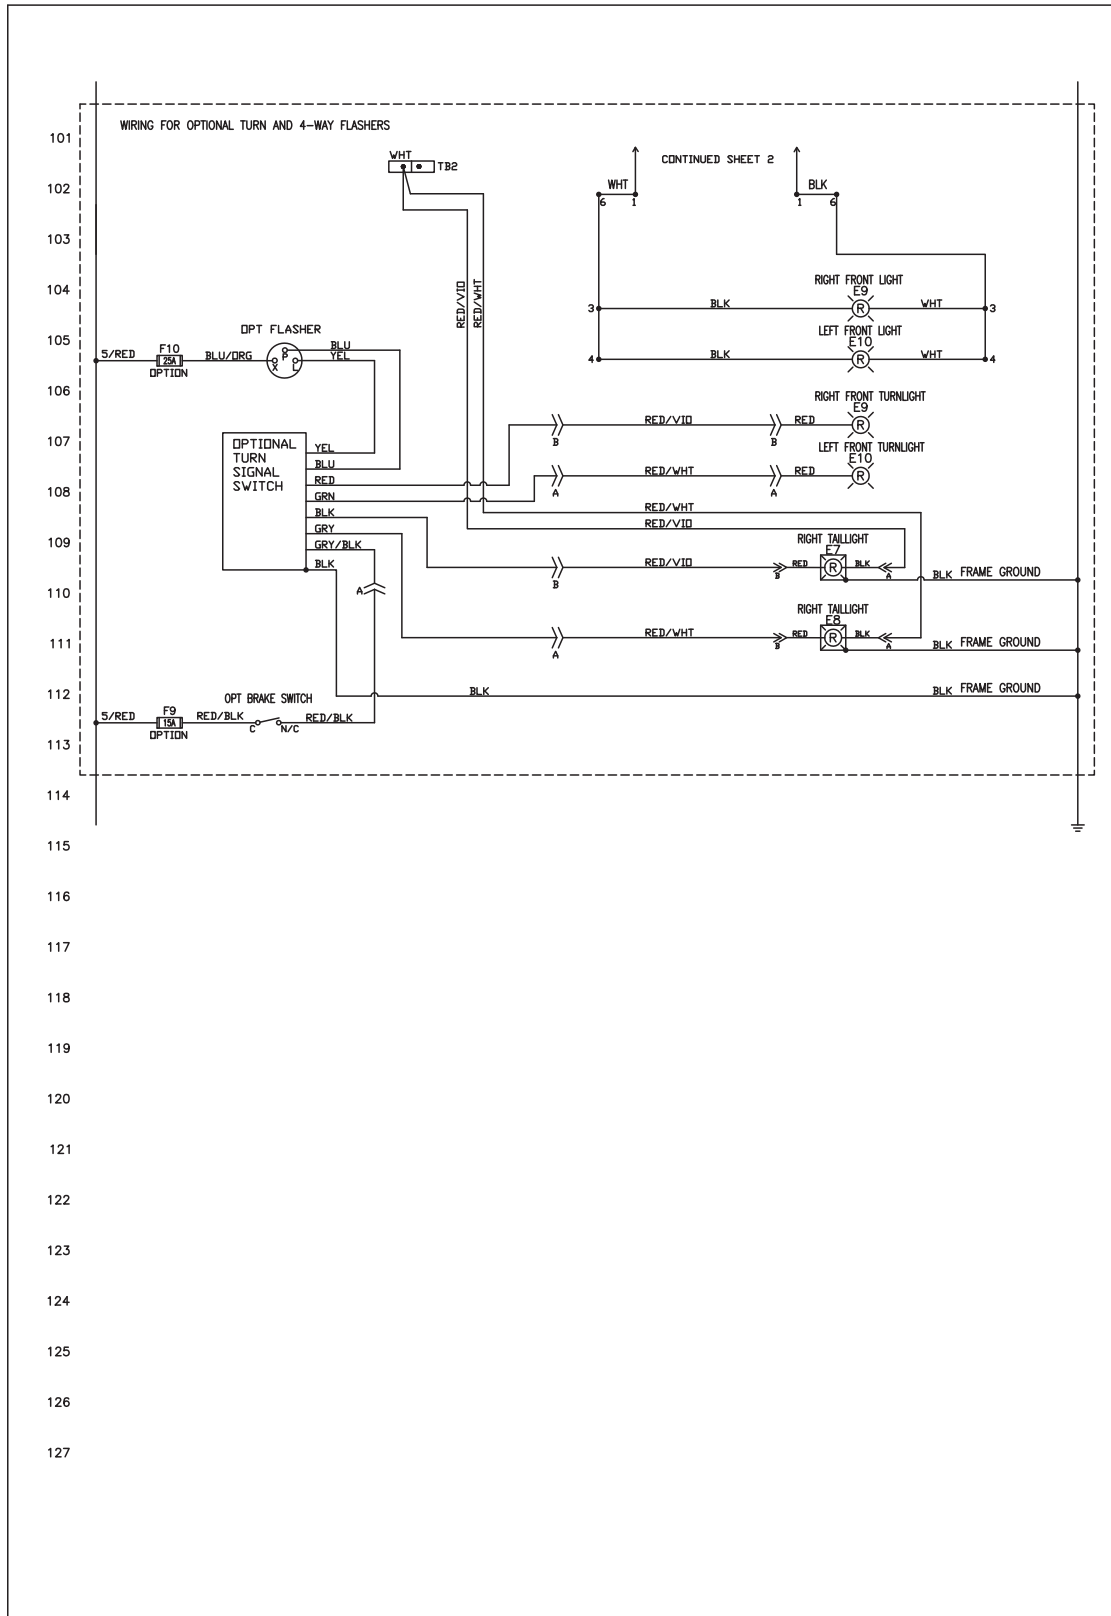 WIRING FOR OPTIONAL TURN AND 4-WAY FLASHERS
101
WHT
TB2
CONTINUED SHEET 2
102
WHT
BLK
6 1
1 6
103
RED/VIO
RED/WHT
104
RIGHT FRONT LIGHT
E9
3
BLK
R
WHT
3
105
OPT FLASHER
LEFT FRONT LIGHT
E10
5/RED
F10
25A
OPTION
BLU/ORG
X
P
L
BLU
YEL
4
BLK
R
WHT
4
106
RIGHT FRONT TURNLIGHT
E9
107
OPTIONAL
TURN
SIGNAL
SWITCH
YEL
BLU
RED
GRN
BLK
GRY
GRY/BLK
BLK
B
RED/VIO
B
RED
R
LEFT FRONT TURNLIGHT
E10
108
A
RED/WHT
A
RED
R
RED/WHT
RED/VIO
109
RIGHT TAILLIGHT
E7
B
RED/VIO
B
RED
R
BLK
A
BLK FRAME GROUND
110
A
RIGHT TAILLIGHT
E8
111
A
RED/WHT
B
RED
R
BLK
A
BLK FRAME GROUND
112
BLK
BLK FRAME GROUND
OPT BRAKE SWITCH
5/RED
F9
15A
OPTION
RED/BLK
C
N/C
RED/BLK
113
114
115
116
117
118
119
120
121
122
123
124
125
126
127